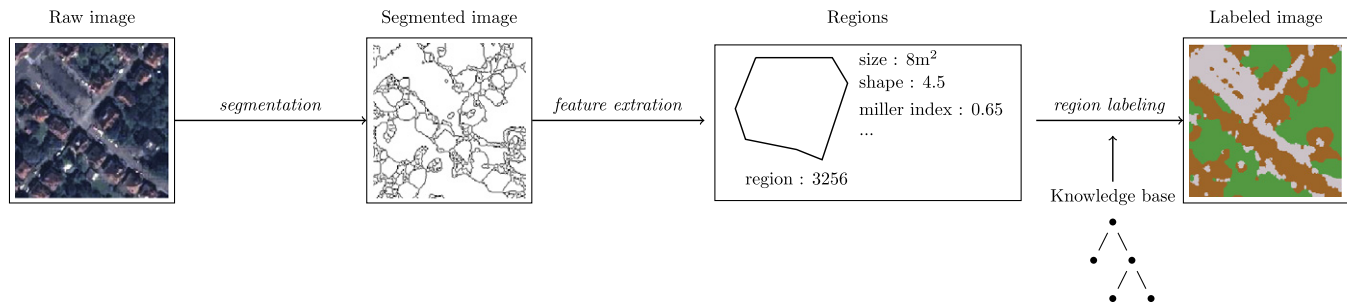 Raw image
Segmented image
Regions
Labeled image
segmentation
feature extration
size : 8m²
shape : 4.5
miller index : 0.65
...
region : 3256
region labeling
Knowledge base